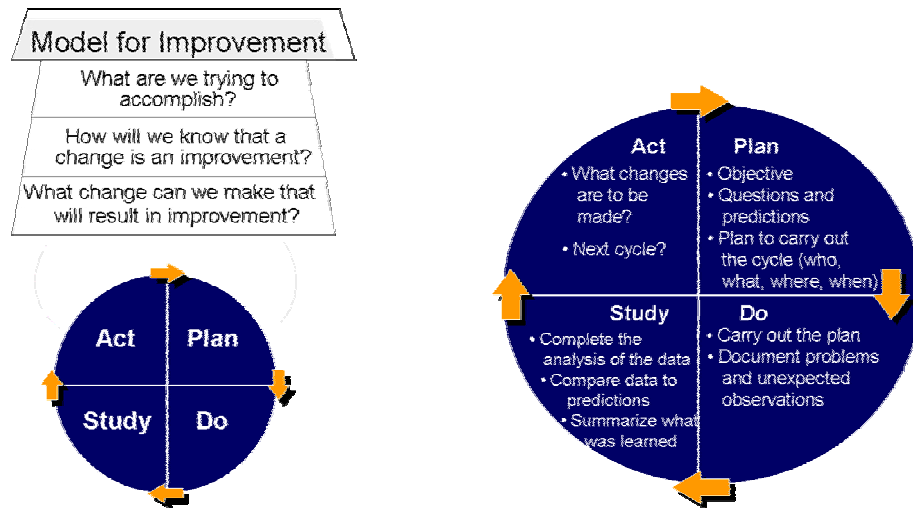 Model for Improvement
What are we trying to
accomplish?
How will we know that a
change is an improvement?
What change can we make that
will result in improvement?
Act
Plan
Study
Do
Act
• What changes
are to be
made?
• Next cycle?
Plan
• Objective
• Questions and
predictions
• Plan to carry out
the cycle (who,
what, where, when)
Study
• Complete the
analysis of the data
• Compare data to
predictions
• Summarize what
was learned
Do
• Carry out the plan
• Document problems
and unexpected
observations